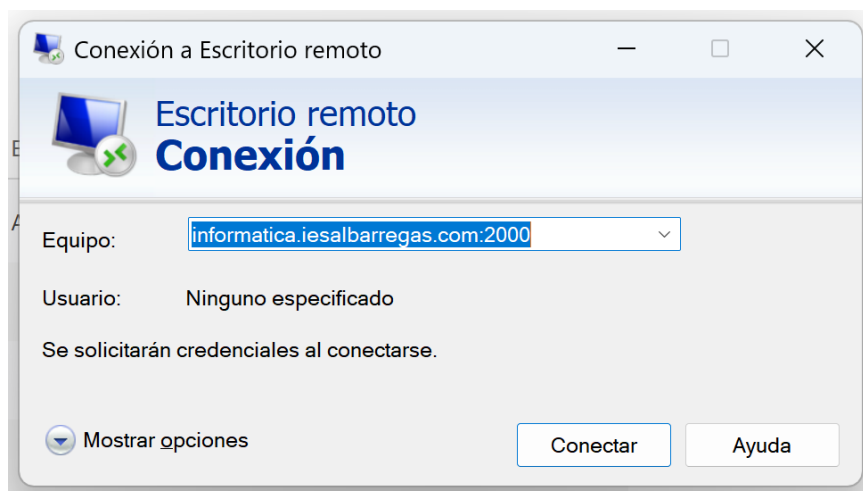 Conexión a Escritorio remoto
Escritorio remoto
Conexión
Equipo: informatica.iesalbarregas.com:2000
Usuario: Ninguno especificado
Se solicitarán credenciales al conectarse.
Mostrar opciones Conectar Ayuda